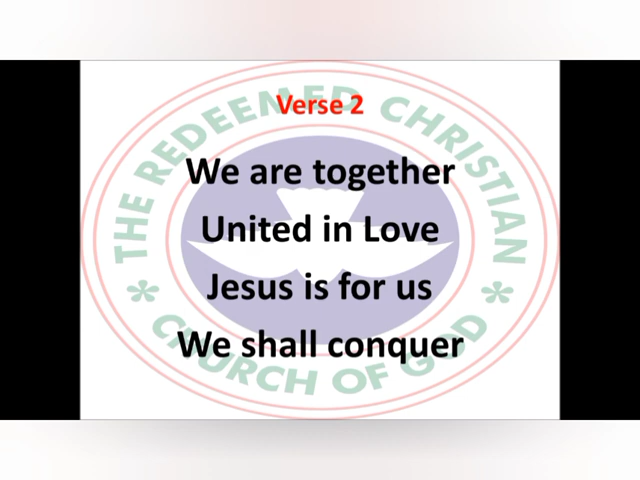 Verse 2
We are together
United in Love
Jesus is for us
We shall conquer
THE REDEEMED CHRISTIAN
CHURCH OF GOD